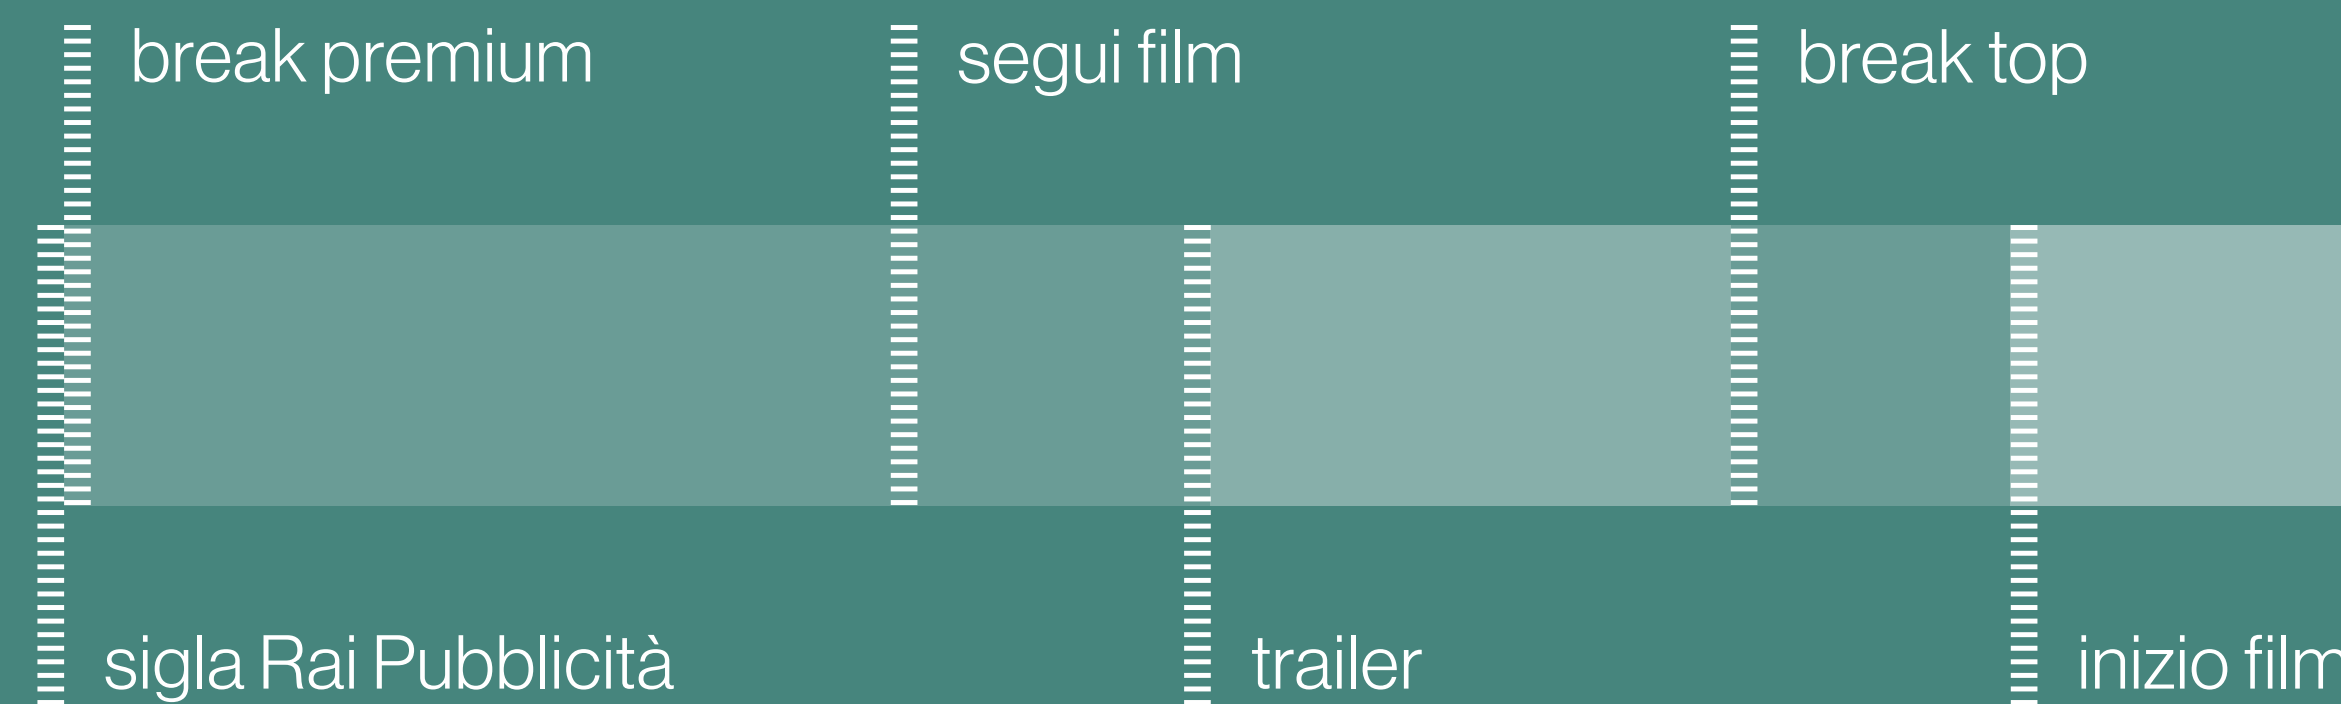 break premium
segui film
break top
sigla Rai Pubblicità
trailer
inizio film